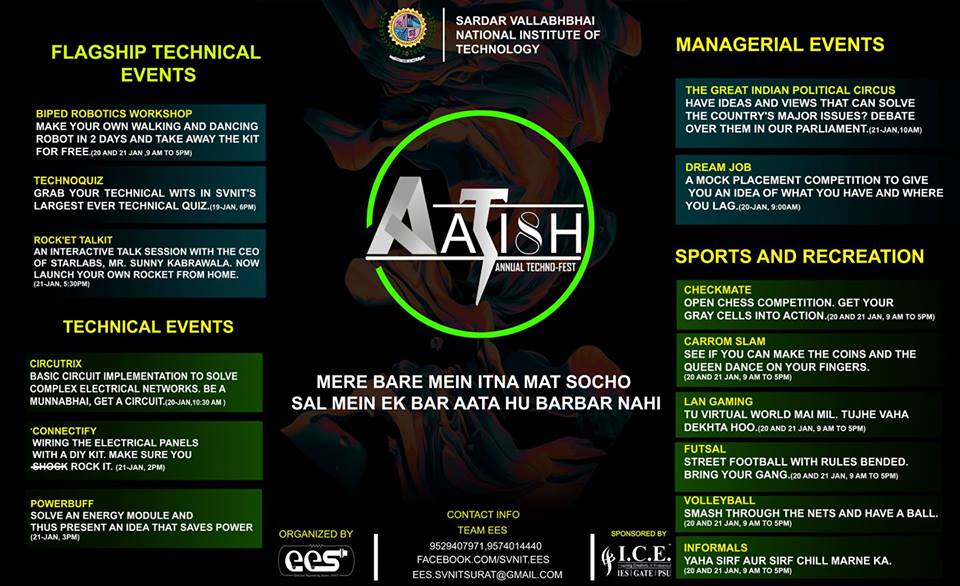 SARDAR VALLABHBHAI
NATIONAL INSTITUTE OF
TECHNOLOGY
FLAGSHIP TECHNICAL
EVENTS
BIPED ROBOTICS WORKSHOP
MAKE YOUR OWN WALKING AND DANCING
ROBOT IN 2 DAYS AND TAKE AWAY THE KIT
FOR FREE.(20 AND 21 JAN ,9 AM TO 5PM)
TECHNOQUIZ
GRAB YOUR TECHNICAL WITS IN SVNIT'S
LARGEST EVER TECHNICAL QUIZ.(19-JAN, 6PM)
ROCK'ET TALKIT
AN INTERACTIVE TALK SESSION WITH THE CEO
OF STARLABS, MR. SUNNY KABRAWALA. NOW
LAUNCH YOUR OWN ROCKET FROM HOME.
(21-JAN, 5:30PM)
TECHNICAL EVENTS
CIRCUTRIX
BASIC CIRCUIT IMPLEMENTATION TO SOLVE
COMPLEX ELECTRICAL NETWORKS. BE A
MUNNABHAI, GET A CIRCUIT.(20-JAN,10:30 AM )
'CONNECTIFY
WIRING THE ELECTRICAL PANELS
WITH A DIY KIT. MAKE SURE YOU
SHOCK ROCK IT. (21-JAN, 2PM)
POWERBUFF
SOLVE AN ENERGY MODULE AND
THUS PRESENT AN IDEA THAT SAVES POWER
(21-JAN, 3PM)
AATI8H
ANNUAL TECHNO-FEST
MERE BARE MEIN ITNA MAT SOCHO
SAL MEIN EK BAR AATA HU BARBAR NAHI
ORGANIZED BY
ees
CONTACT INFO
TEAM EES
9529407971,9574014440
FACEBOOK.COM/SVNIT.EES
EES.SVNITSURAT@GMAIL.COM
SPONSORED BY
I.C.E.
IES|GATE|PSU
MANAGERIAL EVENTS
THE GREAT INDIAN POLITICAL CIRCUS
HAVE IDEAS AND VIEWS THAT CAN SOLVE
THE COUNTRY'S MAJOR ISSUES? DEBATE
OVER THEM IN OUR PARLIAMENT.(21-JAN,10AM)
DREAM JOB
A MOCK PLACEMENT COMPETITION TO GIVE
YOU AN IDEA OF WHAT YOU HAVE AND WHERE
YOU LAG.(20-JAN, 9:00AM)
SPORTS AND RECREATION
CHECKMATE
OPEN CHESS COMPETITION. GET YOUR
GRAY CELLS INTO ACTION.(20 AND 21 JAN, 9 AM TO 5PM)
CARROM SLAM
SEE IF YOU CAN MAKE THE COINS AND THE
QUEEN DANCE ON YOUR FINGERS.
(20 AND 21 JAN, 9 AM TO 5PM)
LAN GAMING
TU VIRTUAL WORLD MAI MIL. TUJHE VAHA
DEKHTA HOO.(20 AND 21 JAN, 9 AM TO 5PM)
FUTSAL
STREET FOOTBALL WITH RULES BENDED.
BRING YOUR GANG.(20 AND 21 JAN, 9 AM TO 5PM)
VOLLEYBALL
SMASH THROUGH THE NETS AND HAVE A BALL.
(20 AND 21 JAN, 9 AM TO 5PM)
INFORMALS
YAHA SIRF AUR SIRF CHILL MARNE KA.
(20 AND 21 JAN, 9 AM TO 5PM)